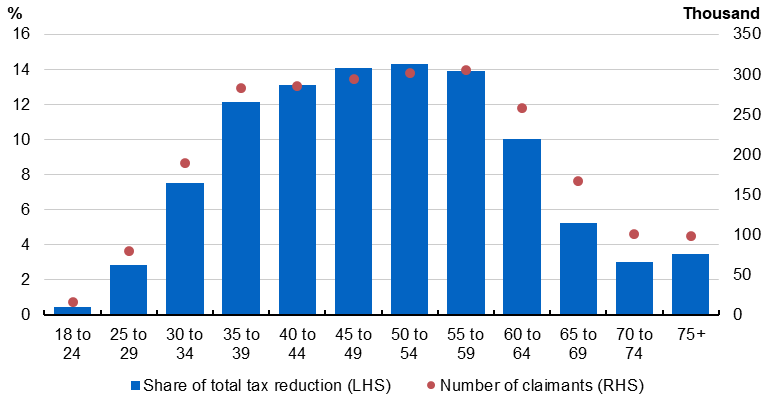 % Thousand
16 350
14 300
12 250
10 200
8 150
6 100
4 50
2 0
0
18 to 25 to 30 to 35 to 40 to 45 to 50 to 55 to 60 to 65 to 70 to 75+
24 29 34 39 44 49 54 59 64 69 74
Share of total tax reduction (LHS) Number of claimants (RHS)